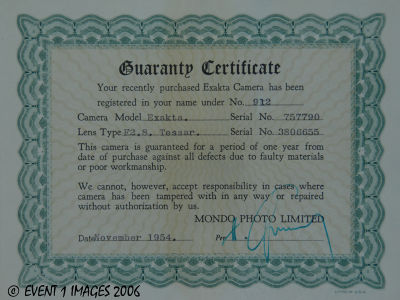 Guaranty Certificate
Your recently purchased Exakta Camera has been
registered in your name under No. 912
Camera Model Exakta. Serial No. 757790
Lens Type F2.8, Tessar. Serial No. 3806655
This camera is guaranteed for a period of one year from
date of purchase against all defects due to faulty materials
or poor workmanship.
We cannot, however, accept responsibility in cases where
camera has been tampered with in any way or repaired
without authorization by us.
MONDO PHOTO LIMITED
Date November 1954. Per
© EVENT 1 IMAGES 2006